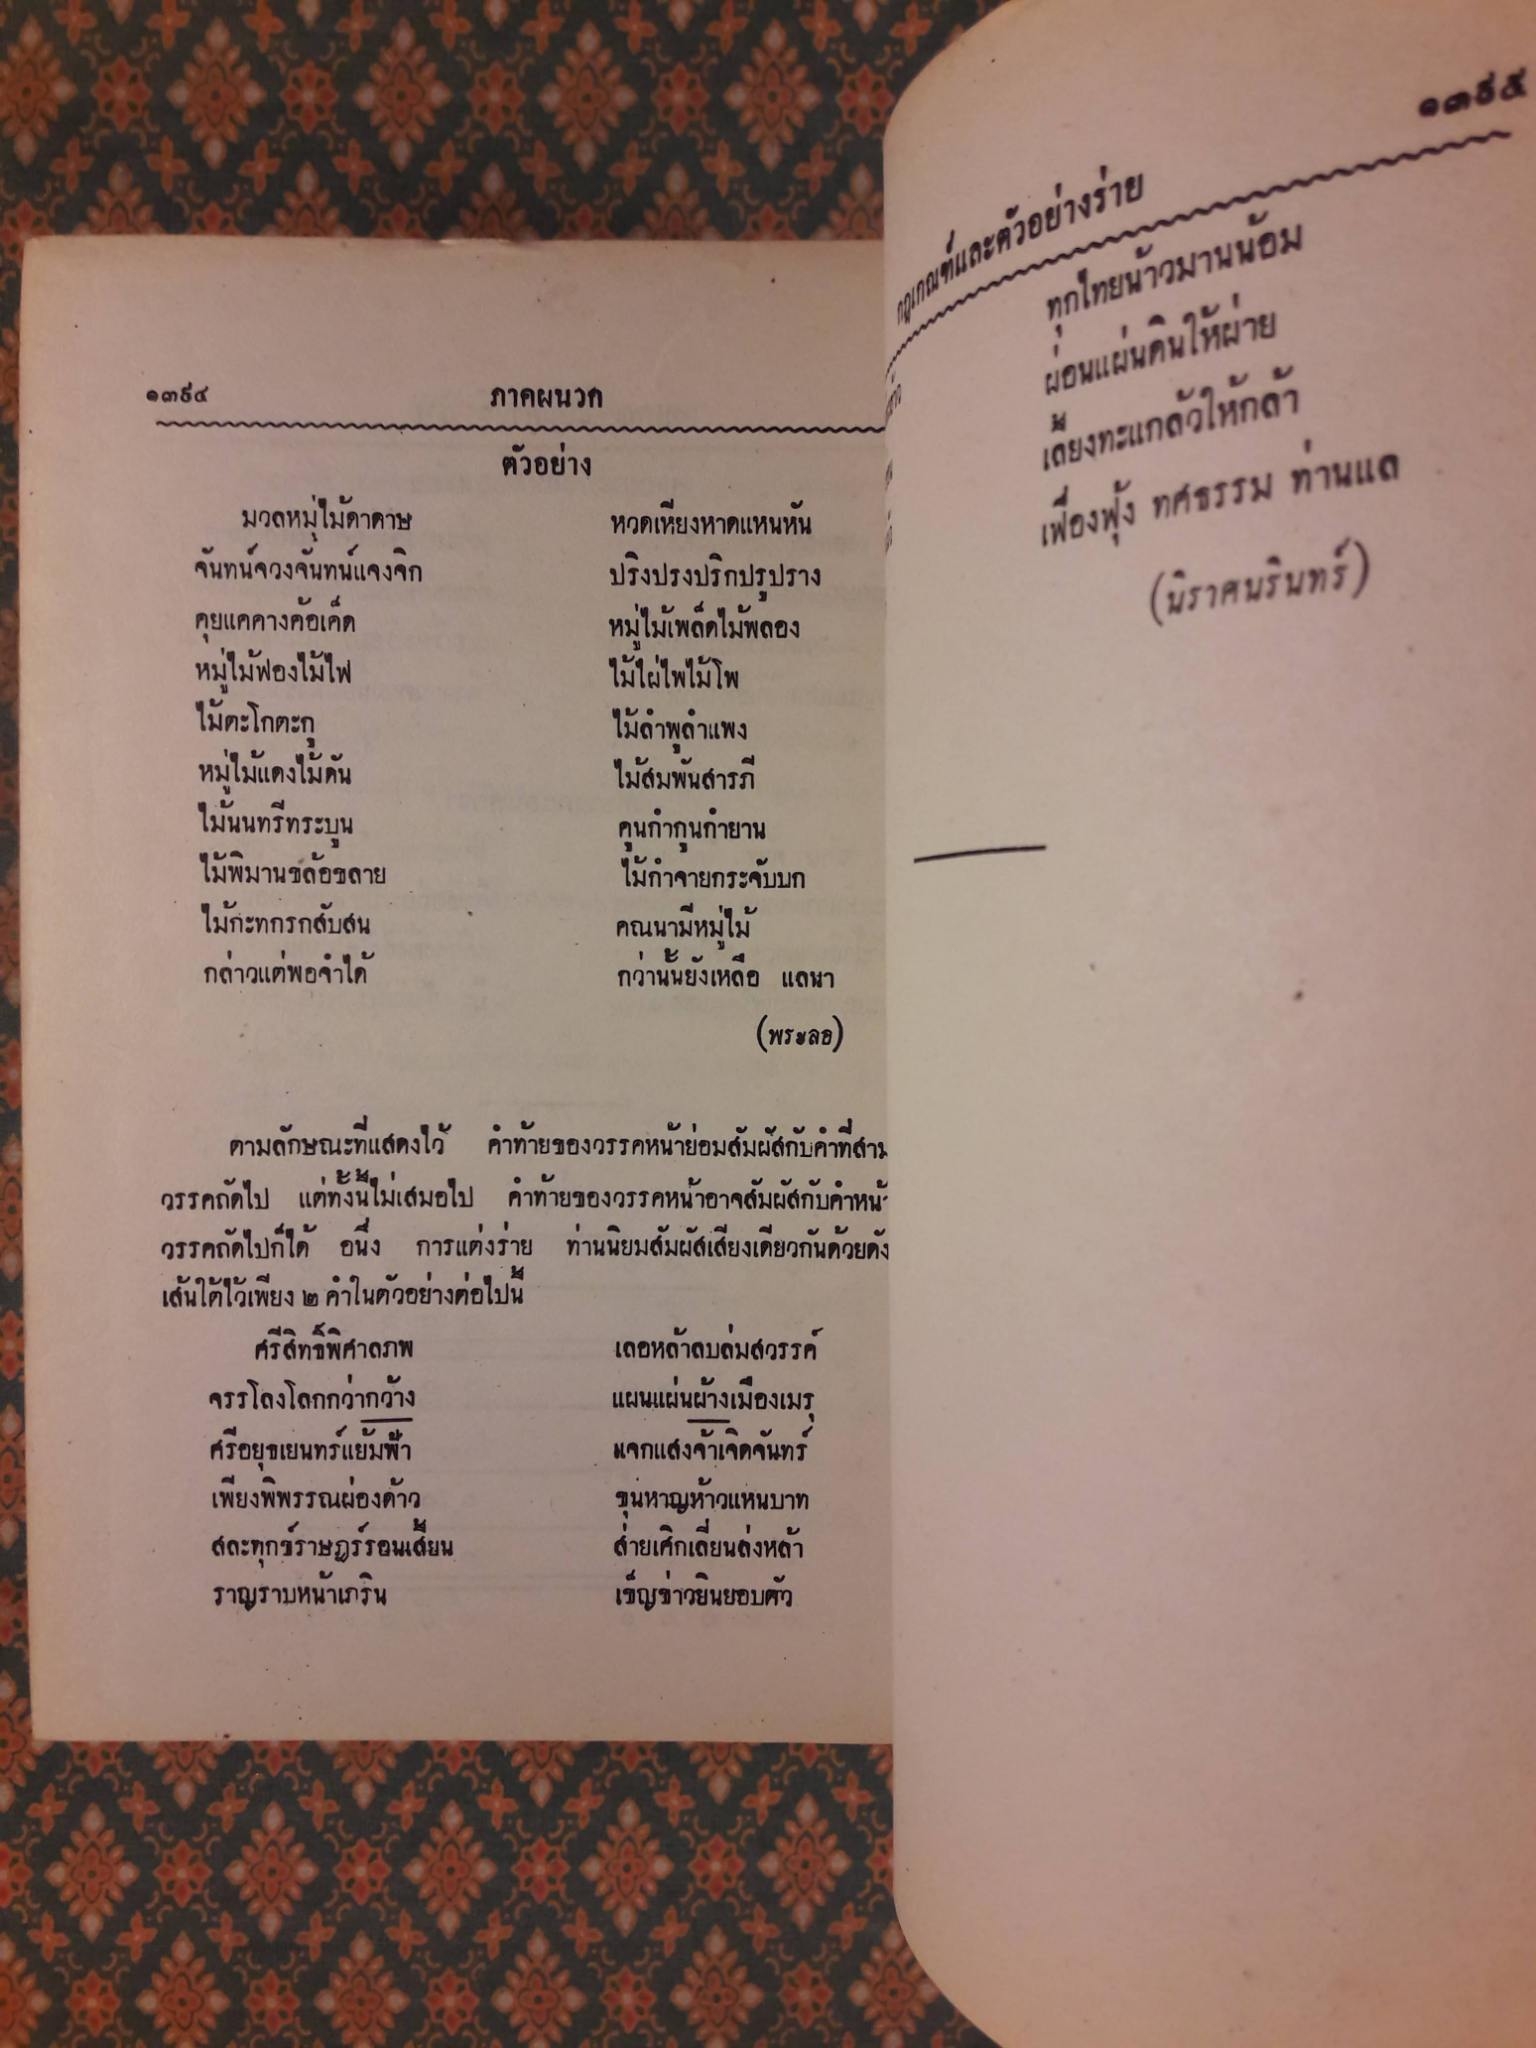 ๑๓๙๔ ภาคผนวก
ตัวอย่าง
มวลหมู่ไม้ดาดาษ หวดเหียงหาดแหนหัน
จันทน์จวงจันทน์แจงจิก ปริงปรงปริกปรูปราง
คุยแคคางค้อเค็ด หมู่ไม้เพล็ดไม้พลอง
หมู่ไม้ฟองไม้ไฟ ไม้ไผ่ไพไม้โพ
ไม้ตะโกตะกู ไม้ลำพูลำแพง
หมู่ไม้แดงไม้ดัน ไม้สมพันสารภี
ไม้นนทรีทระบูน คุนกำกุนกำยาน
ไม้พิมานขล้อขลาย ไม้กำจายกระจับบก
ไม้กะทกรกสับสน คณนามีหมู่ไม้
กล่าวแต่พอจำได้ กว่านั้นยังเหลือ แลนา
(พระลอ)
ตามลักษณะที่แสดงไว้ คำท้ายของวรรคหน้าย่อมสัมผัสกับคำที่สาม
วรรคถัดไป แต่ทั้งนี้ไม่เสมอไป คำท้ายของวรรคหน้าอาจสัมผัสกับคำหน้า
วรรคถัดไปก็ได้ อนึ่ง การแต่งร่าย ท่านนิยมสัมผัสเสียงเดียวกันด้วยดัง
เส้นใต้ไว้เพียง ๒ คำในตัวอย่างต่อไปนี้
ศรีสิทธิ์พิศาลภพ เลอหล้าลบล่มสวรรค์
จรรโลงโลกกว่ากว้าง แผนแผ่นผ้างเมืองเมรุ
ศรีอยุธเยนทร์แย้มฟ้า แจกแสงจ้าเจิดจันทร์
เพียงพิพรรณผ่องด้าว ขุนหาญห้าวแหนบาท
สละทุกข์ราษฎร์รอนเสี้ยน ส่ายเศิกเลี่ยนล่งหล้า
ราญราบหน้าเภริน เข็ญข่าวยินยอบตัว
๑๓๙๕
กฎเกณฑ์และตัวอย่างร่าย
ทุกไทยน้าวมานน้อม
ผ่อนแผ่นดินให้ผ่าย
เลี้ยงทะแกล้วให้กล้า
เฟื่องฟุ้ง ทศธรรม ท่านแล
(นิราศนรินทร์)